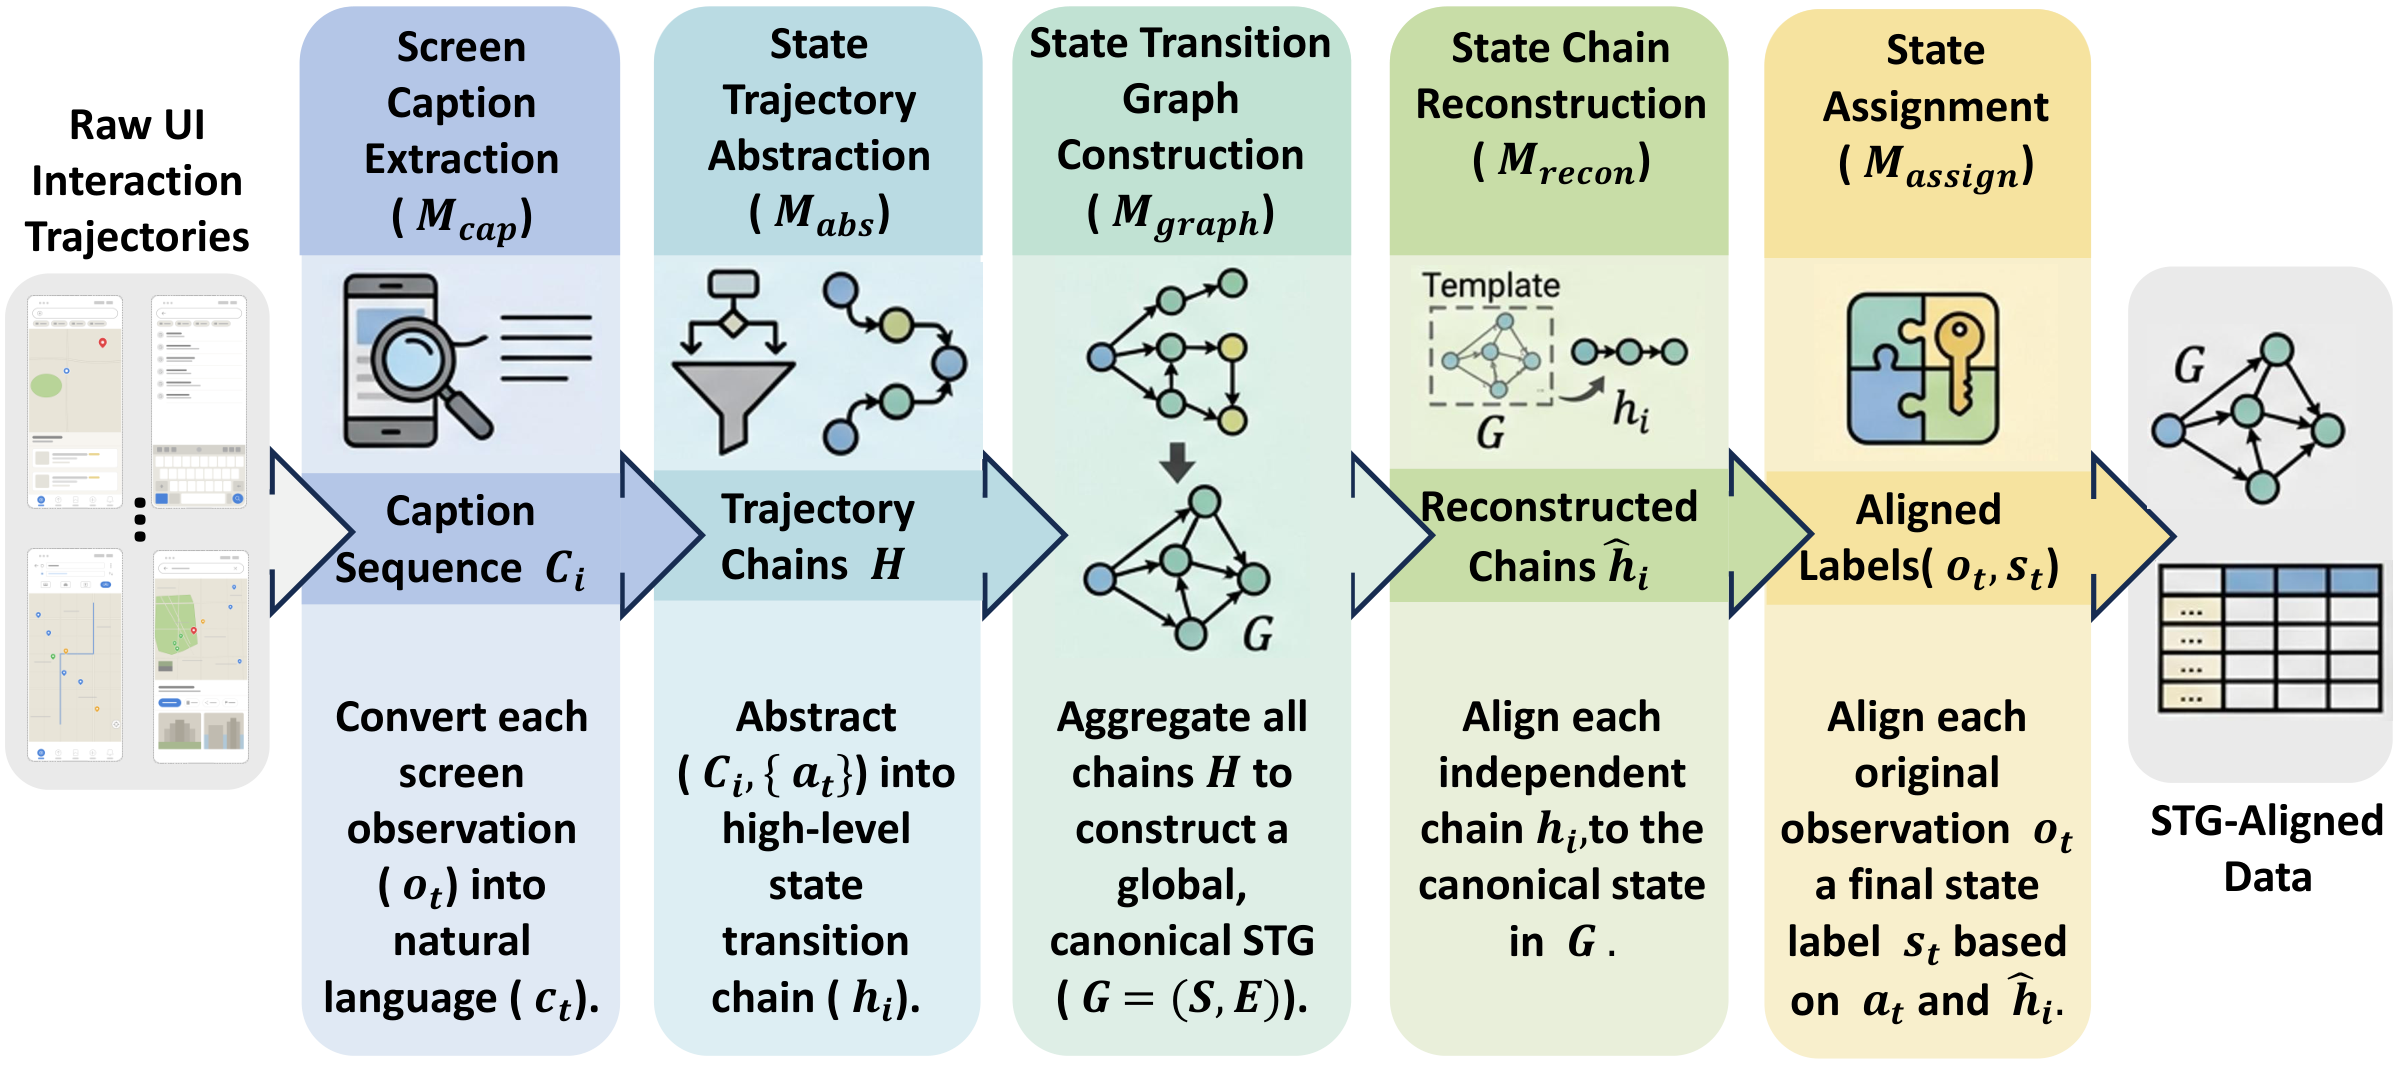 Raw UI
Interaction
Trajectories
Screen
Caption
Extraction
( M_cap)
Caption
Sequence C_i
Convert each
screen
observation
( o_t) into
natural
language ( c_t).
State
Trajectory
Abstraction
( M_abs)
Trajectory
Chains H
Abstract
( C_i, { a_t}) into
high-level
state
transition
chain ( h_i).
State Transition
Graph
Construction
( M_graph)
G
Aggregate all
chains H to
construct a
global,
canonical STG
( G = (S, E)).
State Chain
Reconstruction
( M_recon)
Template
G
h_i
Reconstructed
Chains ĥ_i
Align each
independent
chain h_i,to the
canonical state
in G .
State
Assignment
( M_assign)
Aligned
Labels( o_t, s_t)
Align each
original
observation o_t
a final state
label s_t based
on a_t and ĥ_i.
G
...
...
...
...
STG-Aligned
Data